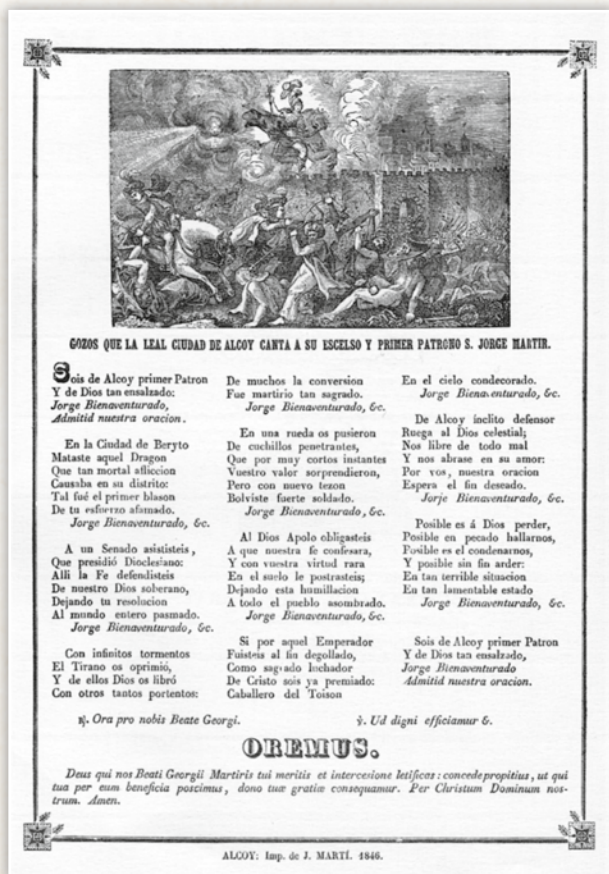 GOZOS QUE LA LEAL CIUDAD DE ALCOY CANTA A SU ESCELSO Y PRIMER PATRONO S. JORGE MARTIR.
Sois de Alcoy primer Patron
Y de Dios tan ensalzado:
Jorge Bienaventurado,
Admitid nuestra oracion.
En la Ciudad de Beryto
Mataste aquel Dragon
Que tan mortal afliccion
Causaba en su distrito:
Tal fué el primer blason
De tu esfuerzo afamado.
Jorge Bienaventurado, &c.
A un Senado asististeis,
Que presidió Dioclesiano:
Alli la Fe defendisteis
De nuestro Dios soberano,
Dejando tu resolucion
Al mundo entero pasmado.
Jorge Bienaventurado, &c.
Con infinitos tormentos
El Tirano os oprimió,
Y de ellos Dios os libró
Con otros tantos portentos:
De muchos la conversion
Fue martirio tan sagrado.
Jorge Bienaventurado, &c.
En una rueda os pusieron
De cuchillos penetrantes,
Que por muy cortos instantes
Vuestro valor sorprendieron,
Pero con nuevo tezon
Bolviste fuerte soldado.
Jorge Bienaventurado, &c.
Al Dios Apolo obligasteis
A que nuestra fe confesara,
Y con vuestra virtud rara
En el suelo le postrasteis;
Dejando esta humillacion
A todo el pueblo asombrado.
Jorge Bienaventurado, &c.
Si por aquel Emperador
Fuisteis al fin degollado,
Como sagrado luchador
De Cristo sois ya premiado:
Caballero del Toison
En el cielo condecorado.
Jorge Bienaventurado, &c.
De Alcoy ínclito defensor
Ruega al Dios celestial;
Nos libre de todo mal
Y nos abrase en su amor:
Por vos, nuestra oracion
Espera el fin deseado.
Jorje Bienaventurado, &c.
Posible es á Dios perder,
Posible en pecado hallarnos,
Posible es el condenarnos,
Y posible sin fin arder:
En tan terrible situacion
En tan lamentable estado
Jorge Bienaventurado, &c.
Sois de Alcoy primer Patron
Y de Dios tan ensalzado,
Jorge Bienaventurado
Admitid nuestra oracion.
℟. Ora pro nobis Beate Georgi. ℣. Ud digni efficiamur &.
OREMUS.
Deus qui nos Beati Georgii Martiris tui meritis et intercesione letificas: concede propitius, ut qui
tua per eum beneficia poscimus, dono tuæ gratiæ consequamur. Per Christum Dominum nos-
trum. Amen.
ALCOY: Imp. de J. MARTÍ. 1846.